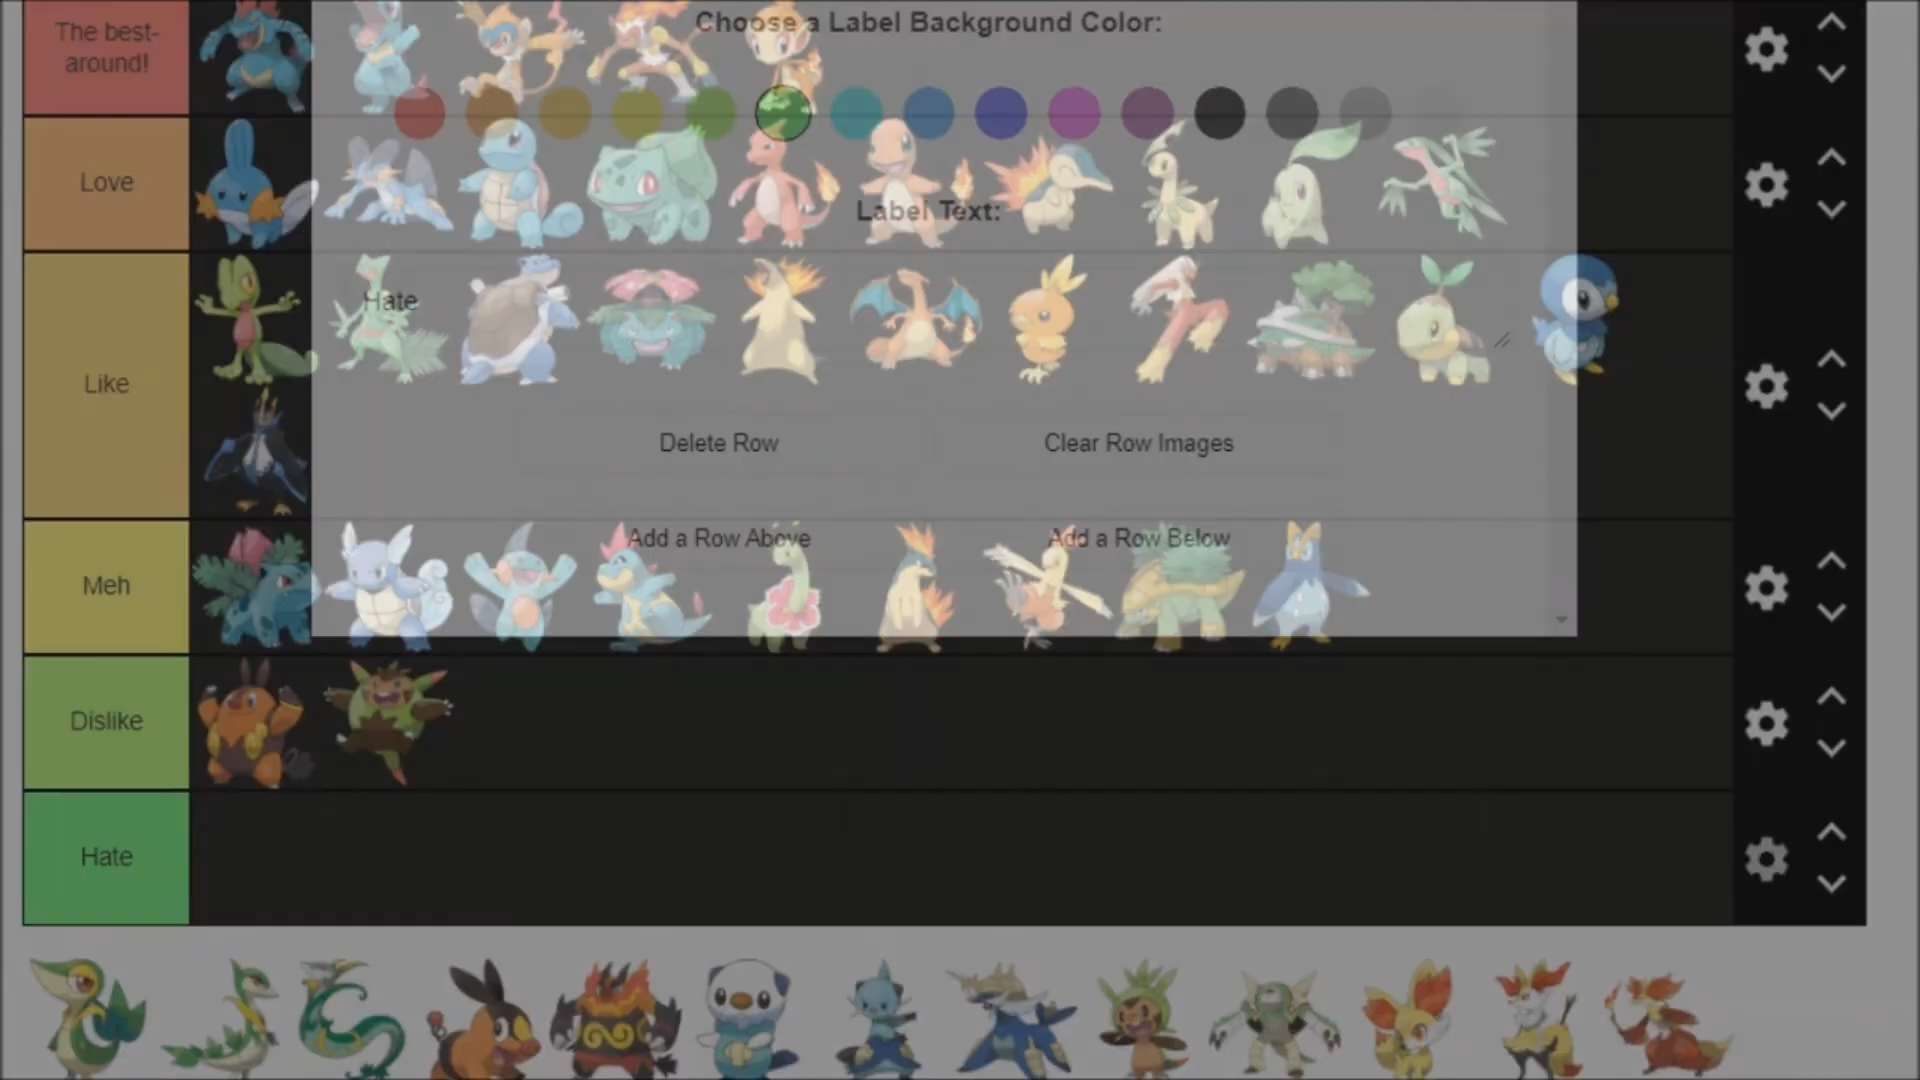 Choose a Label Background Color:
The best-
around!
Love
Label Text:
Hate
Like
Delete Row
Clear Row Images
Add a Row Above
Add a Row Below
Meh
Dislike
Hate